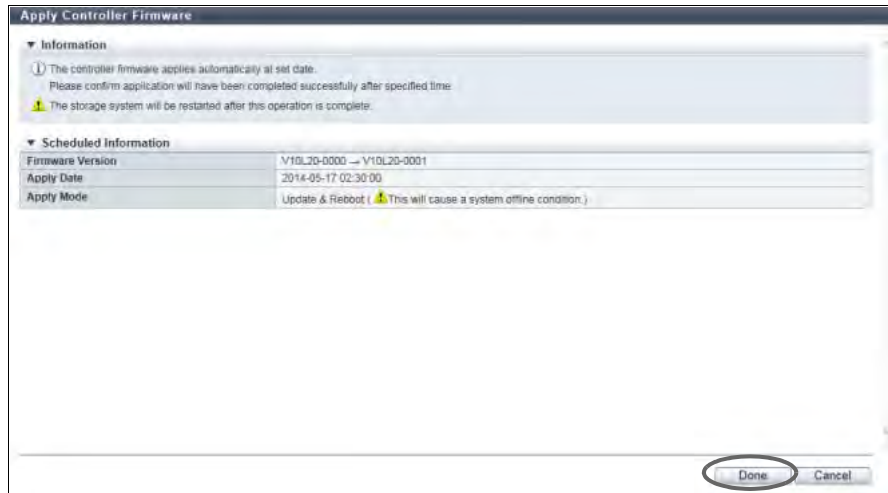 Apply Controller Firmware
▼ Information
The controller firmware applies automatically at set date.
Please confirm application will have been completed successfully after specified time.
The storage system will be restarted after this operation is complete.
▼ Scheduled Information
Firmware Version V10L20-0000 → V10L20-0001
Apply Date 2014-05-17 02:30:00
Apply Mode Update & Reboot ( This will cause a system offline condition.)
Done Cancel